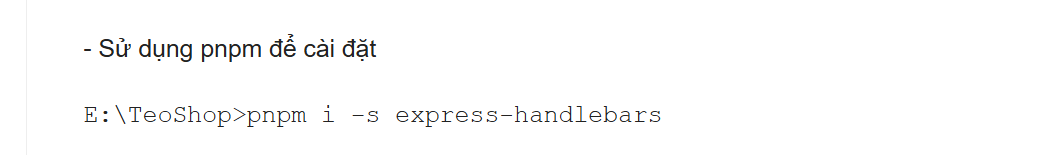 - Sử dụng pnpm để cài đặt
E:\TeoShop>pnpm i -s express-handlebars